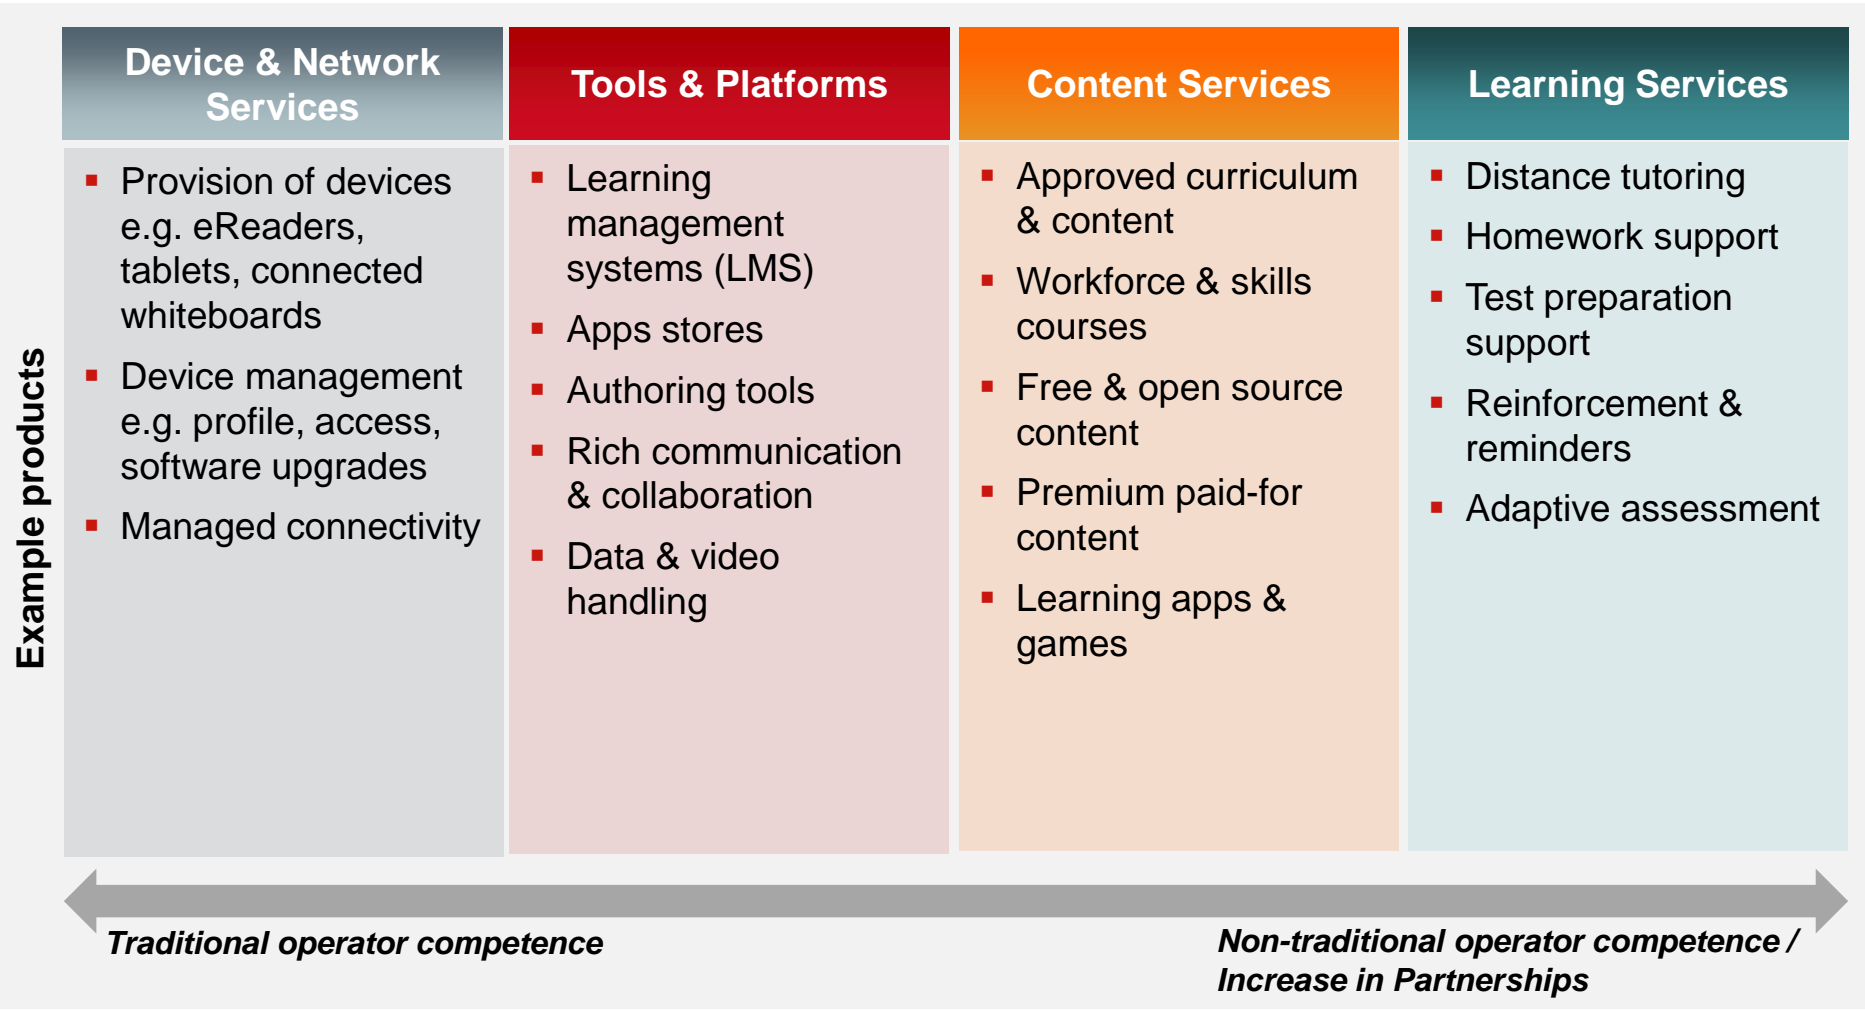 Device & Network
Services
Tools & Platforms
Content Services
Learning Services
Example products
▪ Provision of devices
e.g. eReaders,
tablets, connected
whiteboards
▪ Device management
e.g. profile, access,
software upgrades
▪ Managed connectivity
▪ Learning
management
systems (LMS)
▪ Apps stores
▪ Authoring tools
▪ Rich communication
& collaboration
▪ Data & video
handling
▪ Approved curriculum
& content
▪ Workforce & skills
courses
▪ Free & open source
content
▪ Premium paid-for
content
▪ Learning apps &
games
▪ Distance tutoring
▪ Homework support
▪ Test preparation
support
▪ Reinforcement &
reminders
▪ Adaptive assessment
Traditional operator competence
Non-traditional operator competence /
Increase in Partnerships